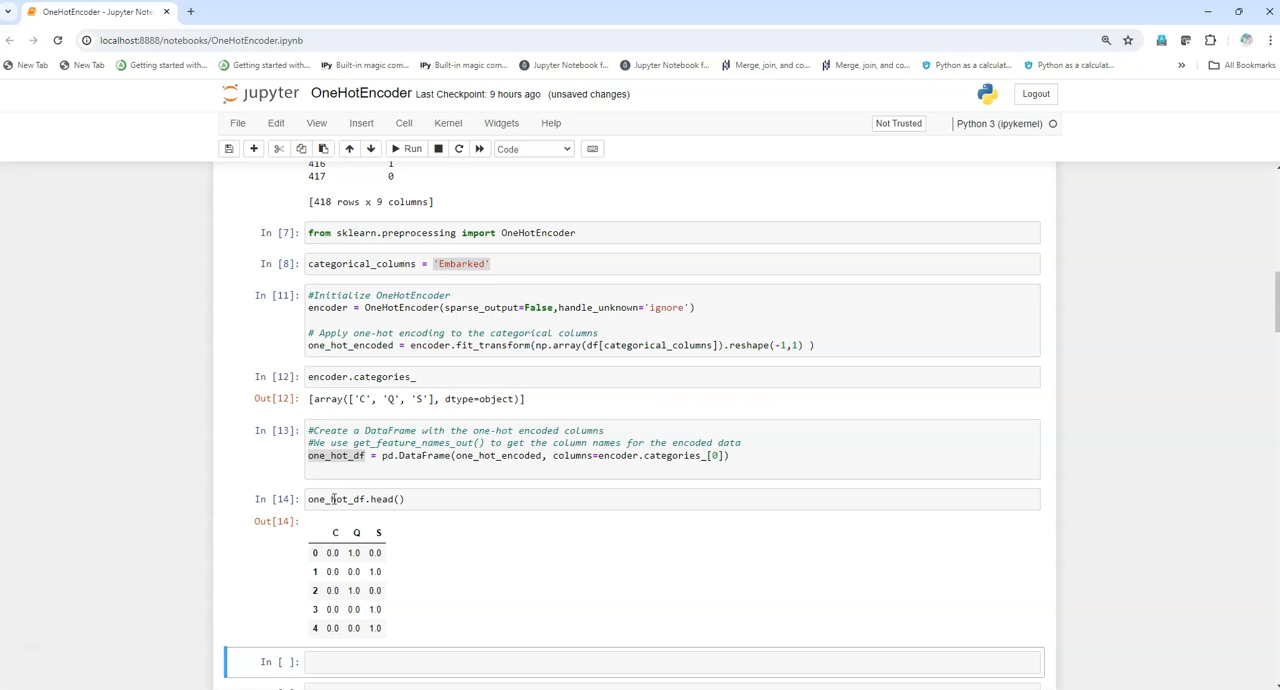 OneHotEncoder - Jupyter Note
localhost:8888/notebooks/OneHotEncoder.ipynb
New Tab New Tab Getting started with... Getting started with... IPy Built-in magic com... IPy Built-in magic com... Jupyter Notebook f... Jupyter Notebook f... Merge, join, and co... Merge, join, and co... Python as a calculat... Python as a calculat... » All Bookmarks
jupyter OneHotEncoder Last Checkpoint: 9 hours ago (unsaved changes) Logout
File Edit View Insert Cell Kernel Widgets Help Not Trusted Python 3 (ipykernel)
Run Code
416 1
417 0
[418 rows x 9 columns]
In [7]: from sklearn.preprocessing import OneHotEncoder
In [8]: categorical_columns = 'Embarked'
In [11]: #Initialize OneHotEncoder
encoder = OneHotEncoder(sparse_output=False,handle_unknown='ignore')
# Apply one-hot encoding to the categorical columns
one_hot_encoded = encoder.fit_transform(np.array(df[categorical_columns]).reshape(-1,1) )
In [12]: encoder.categories_
Out[12]: [array(['C', 'Q', 'S'], dtype=object)]
In [13]: #Create a DataFrame with the one-hot encoded columns
#We use get_feature_names_out() to get the column names for the encoded data
one_hot_df = pd.DataFrame(one_hot_encoded, columns=encoder.categories_[0])
In [14]: one_hot_df.head()
Out[14]:
C Q S
0 0.0 1.0 0.0
1 0.0 0.0 1.0
2 0.0 1.0 0.0
3 0.0 0.0 1.0
4 0.0 0.0 1.0
In [ ]: